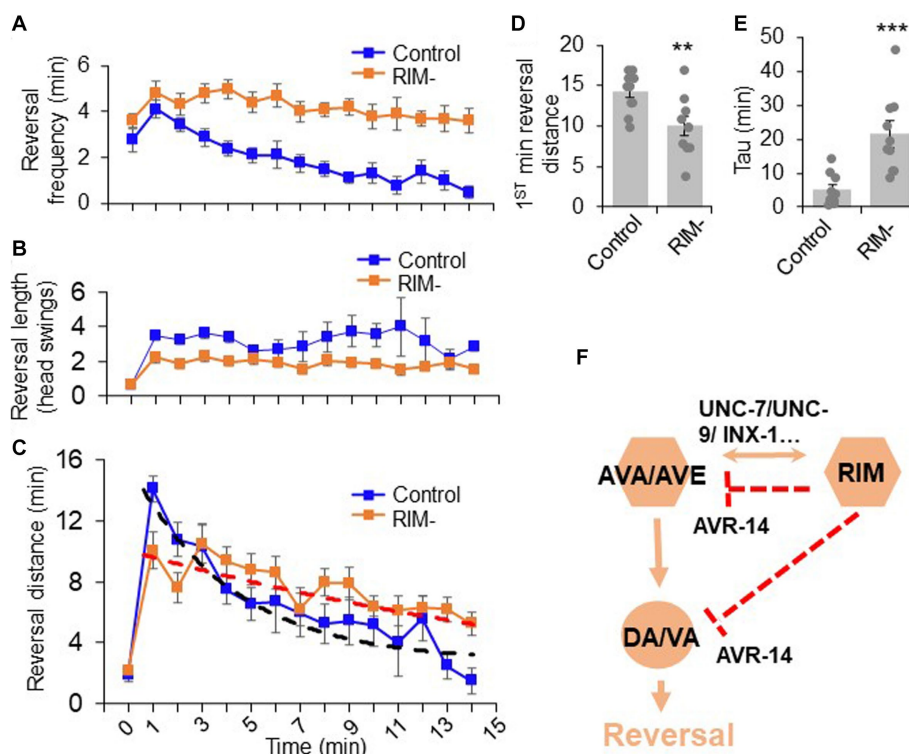 A
Reversal
frequency (min)
6
4
2
0
Control
RIM-
B
Reversal length
(head swings)
6
4
2
0
Control
RIM-
C
Reversal distance (min)
16
12
8
4
0
Control
RIM-
0 1 3 5 7 9 11 13 15
Time (min)
D
1ST min reve rsal
distance
20
15
10
5
0
**
Control RIM-
E
Tau (min)
50
40
30
20
10
0
***
Control RIM-
F
UNC-7/UNC-
9/ INX-1...
AVA/AVE
RIM
AVR-14
DA/VA
AVR-14
Reversal